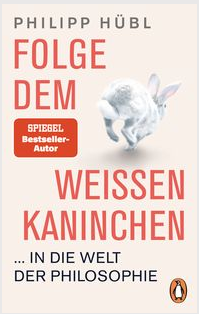 PHILIPP HÜBL
FOLGE
DEM
SPIEGEL
Bestseller-
Autor
WEISSEN
KANINCHEN
... IN DIE WELT
DER PHILOSOPHIE